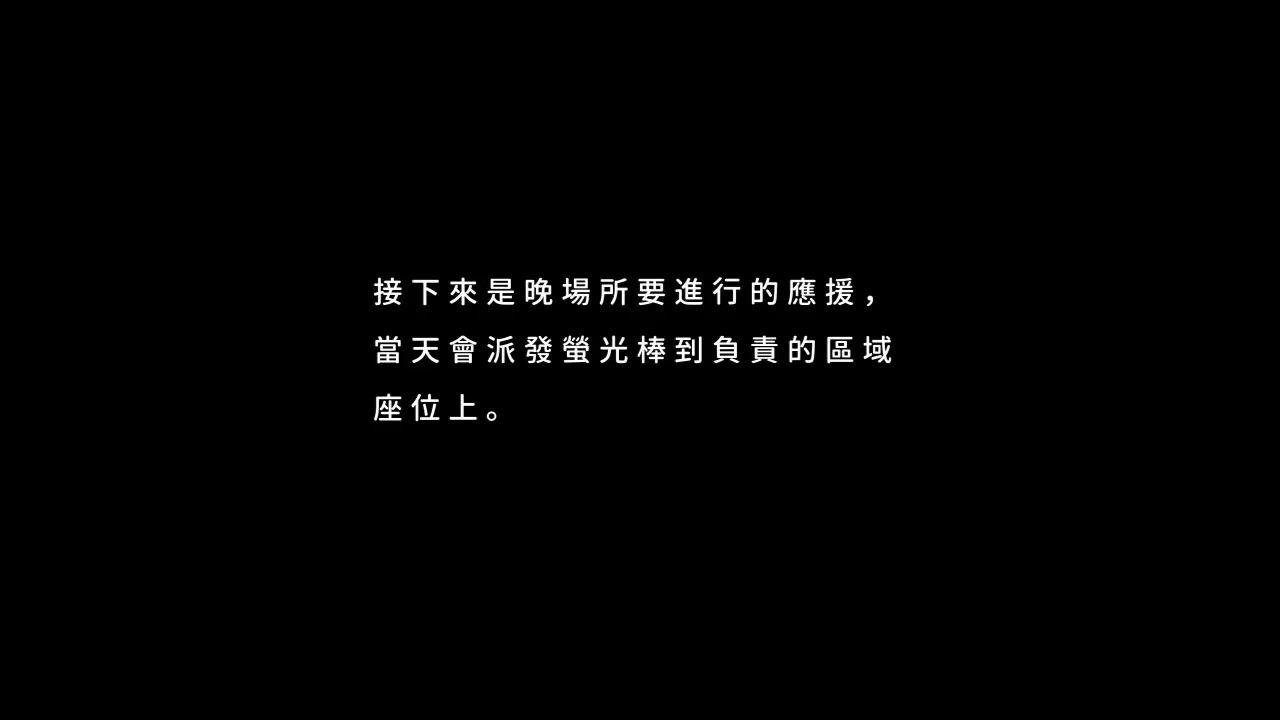 接下來是晚場所要進行的應援，
當天會派發螢光棒到負責的區域
座位上。